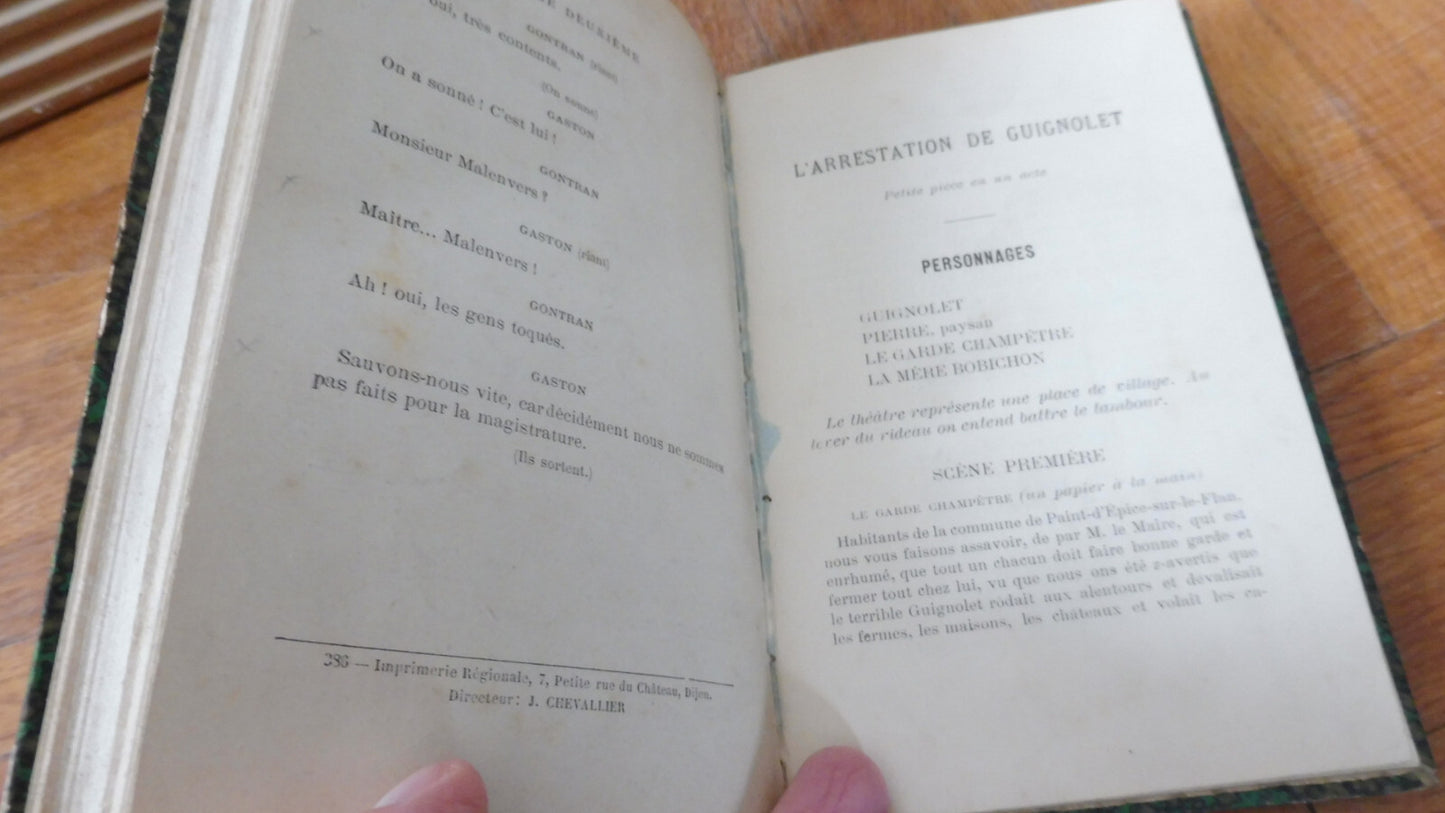 DEUXIÈME
GONTRAN (riant)
oui, très contents.
(On sonne)
GASTON
On a sonné ! C'est lui !
GONTRAN
Monsieur Malenvers ?
GASTON (riant)
Maître... Malenvers !
GONTRAN
Ah ! oui, les gens toqués.
GASTON
Sauvons-nous vite, car décidément nous ne sommes
pas faits pour la magistrature.
(Ils sortent.)
386 — Imprimerie Régionale, 7, Petite rue du Château, Dijon.
Directeur : J. CHEVALLIER
L'ARRESTATION DE GUIGNOLET
Petite pièce en un acte
PERSONNAGES
GUIGNOLET
PIERRE, paysan
LE GARDE CHAMPÊTRE
LA MÈRE BOBICHON
Le théâtre représente une place de village. Au
lever du rideau on entend battre le tambour.
SCÈNE PREMIÈRE
LE GARDE CHAMPÊTRE (un papier à la main)
Habitants de la commune de Paint-d'Épice-sur-le-Flan,
nous vous faisons assavoir, de par M. le Maire, qui est
enrhumé, que tout un chacun doit faire bonne garde et
fermer tout chez lui, vu que nous ons été z-avertis que
le terrible Guignolet rôdait aux alentours et dévalisait
les fermes, les maisons, les châteaux et volait les ca-